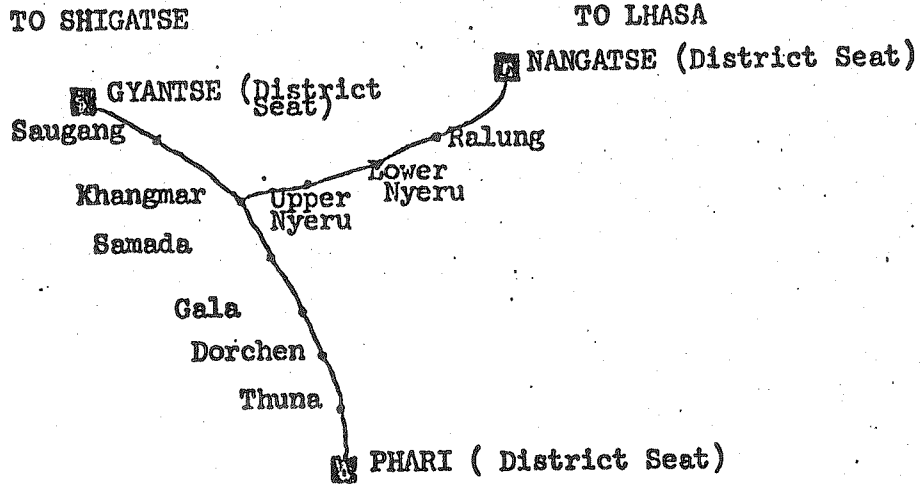 TO SHIGATSE
TO LHASA
NANGATSE (District Seat)
GYANTSE (District
Seat)
Saugang
Ralung
Lower
Nyeru
Khangmar
Upper
Nyeru
Samada
Gala
Dorchen
Thuna
PHARI ( District Seat)